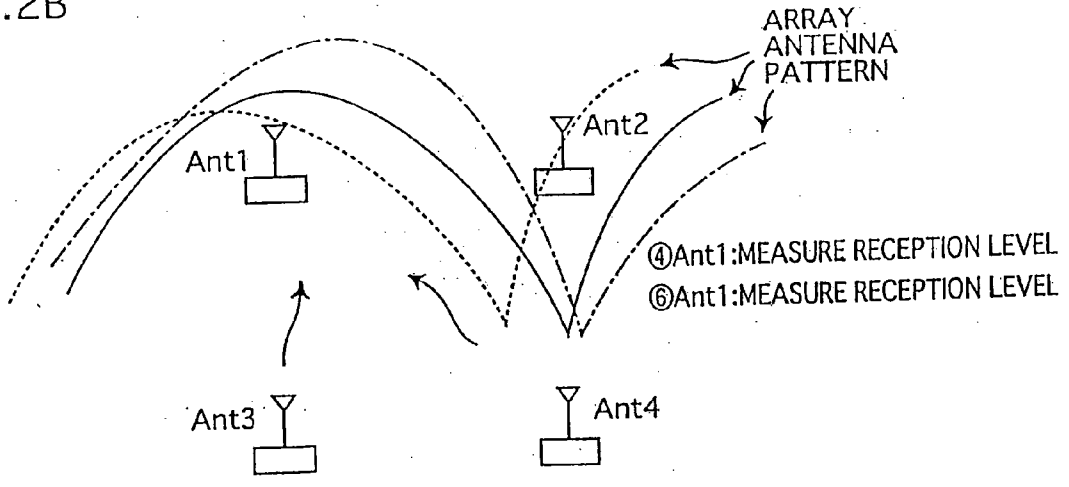 .2B
ARRAY
ANTENNA
PATTERN
Ant1
Ant2
④Ant1:MEASURE RECEPTION LEVEL
⑥Ant1:MEASURE RECEPTION LEVEL
Ant3
Ant4